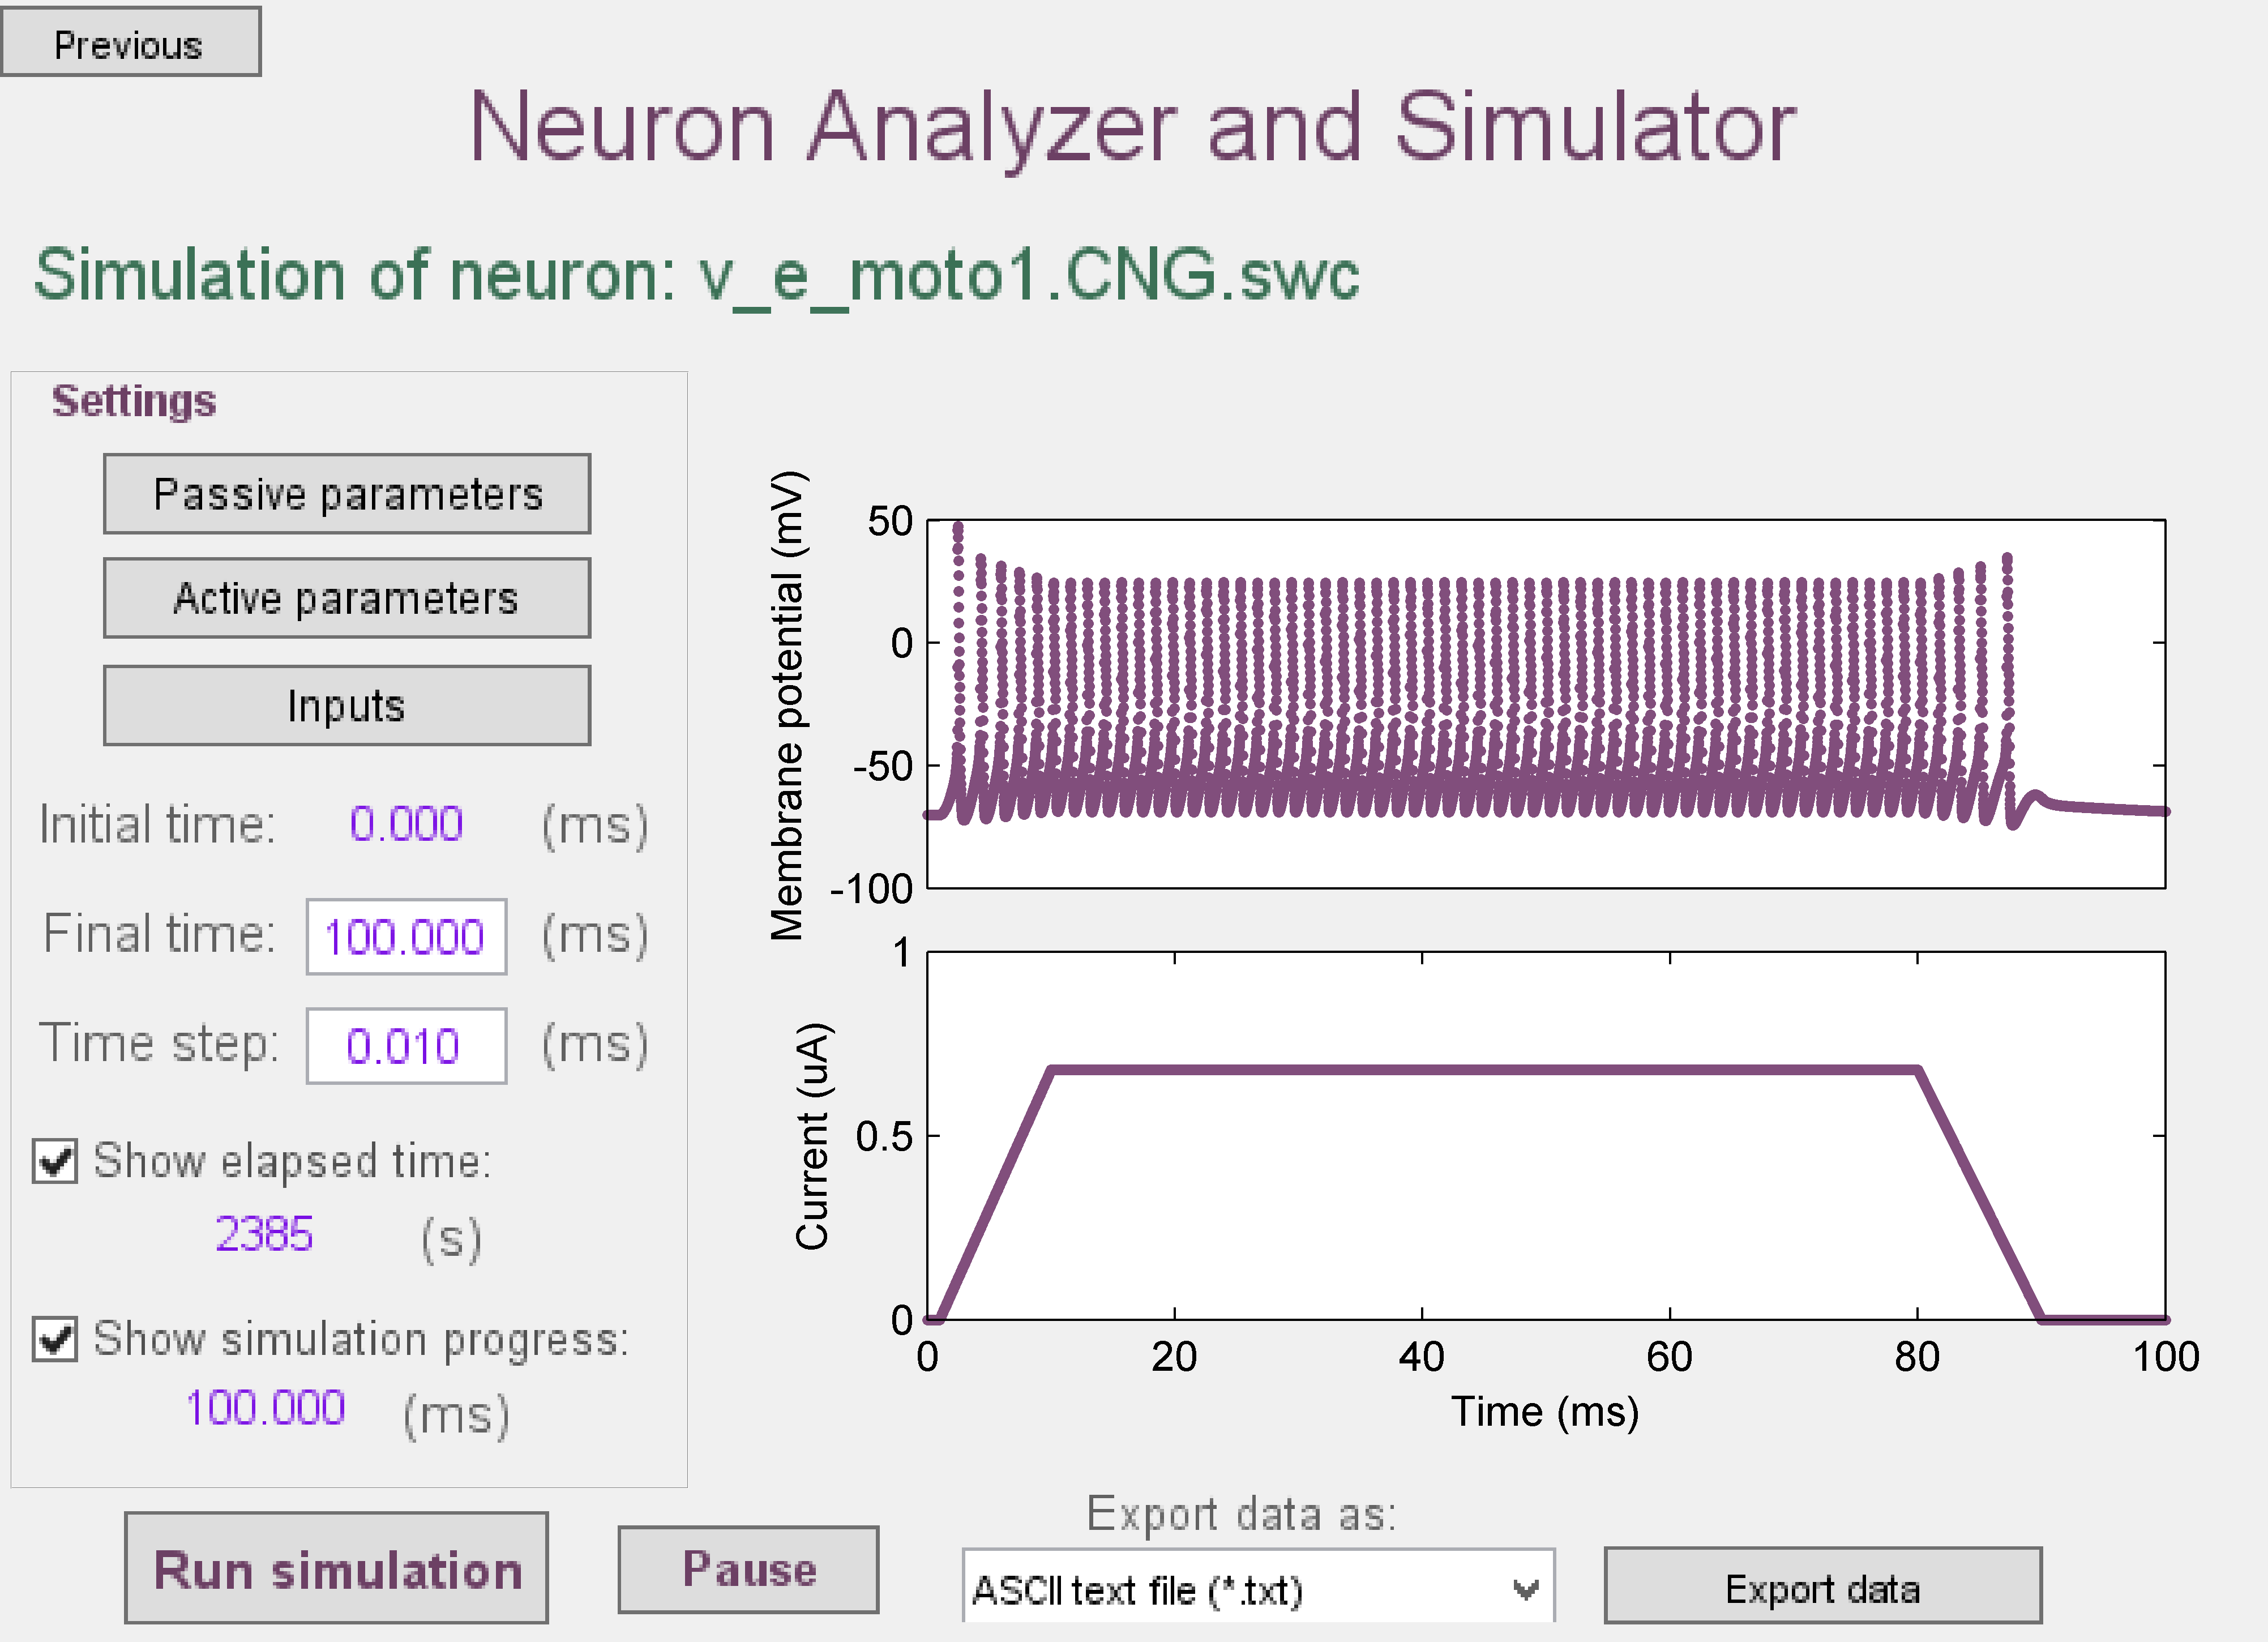 Previous
Neuron Analyzer and Simulator
Simulation of neuron: v_e_moto1.CNG.swc
Settings
Passive parameters
Active parameters
Inputs
Initial time: 0.000 (ms)
Final time: 100.000 (ms)
Time step: 0.010 (ms)
Show elapsed time:
2385 (s)
Show simulation progress:
100.000 (ms)
Membrane potential (mV)
50
0
-50
-100
Current (uA)
1
0.5
0
0 20 40 60 80 100
Time (ms)
Run simulation
Pause
Export data as:
ASCII text file (*.txt)
Export data